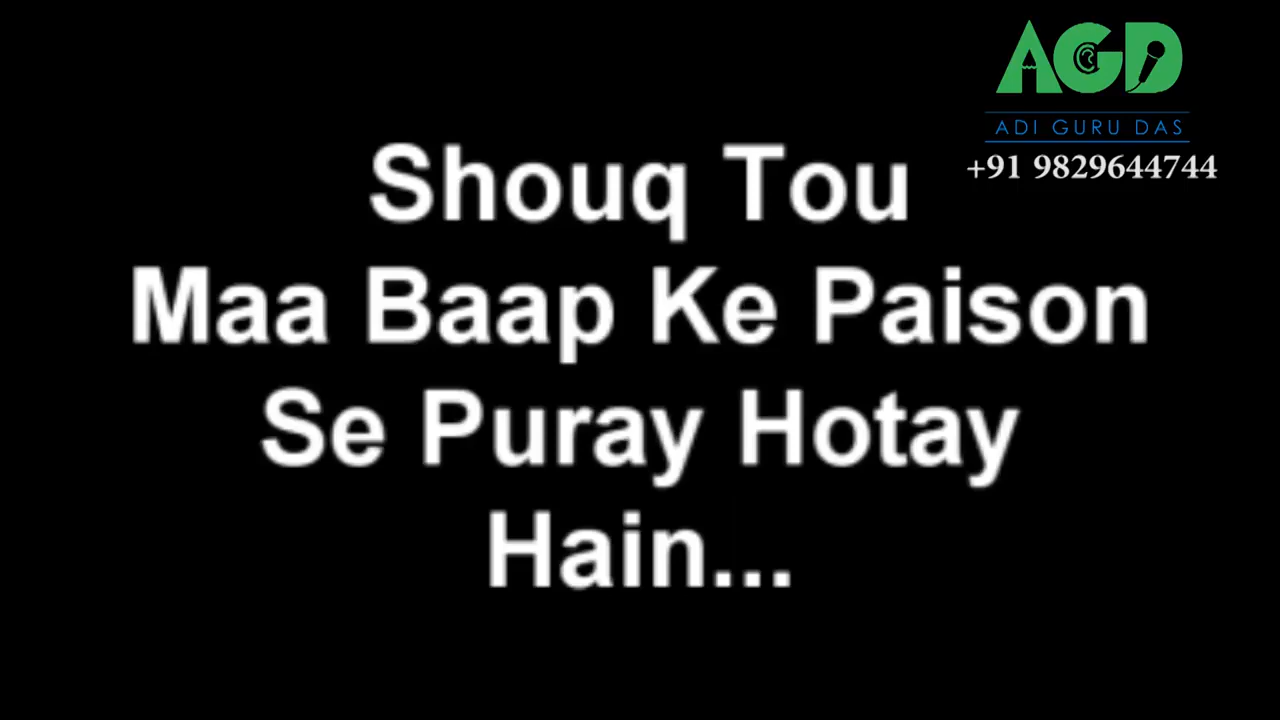 AGD
ADI GURU DAS
+91 9829644744
Shouq Tou
Maa Baap Ke Paison
Se Puray Hotay
Hain...